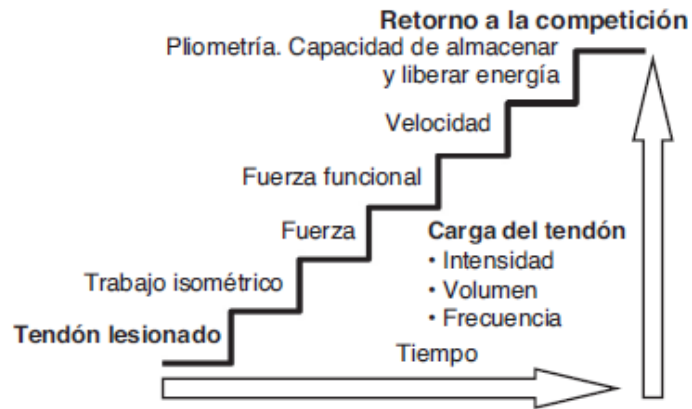 Retorno a la competición
Pliometría. Capacidad de almacenar
y liberar energía
Velocidad
Fuerza funcional
Fuerza
Carga del tendón
• Intensidad
• Volumen
• Frecuencia
Trabajo isométrico
Tendón lesionado
Tiempo